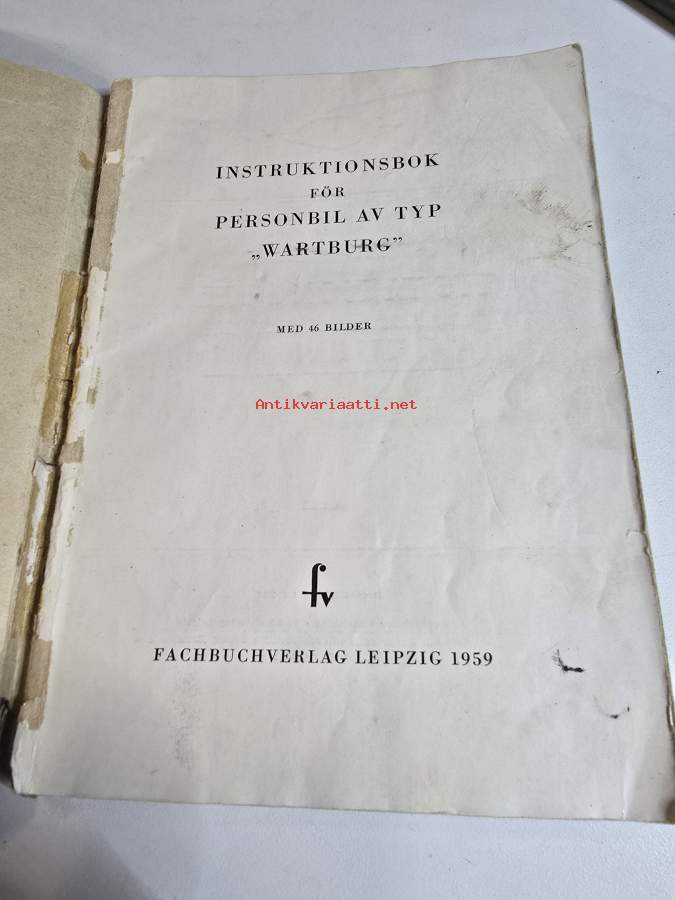 INSTRUKTIONSBOK
FÖR
PERSONBIL AV TYP
„WARTBURG”
MED 46 BILDER
Antikvariaatti.net
fv
FACHBUCHVERLAG LEIPZIG 1959